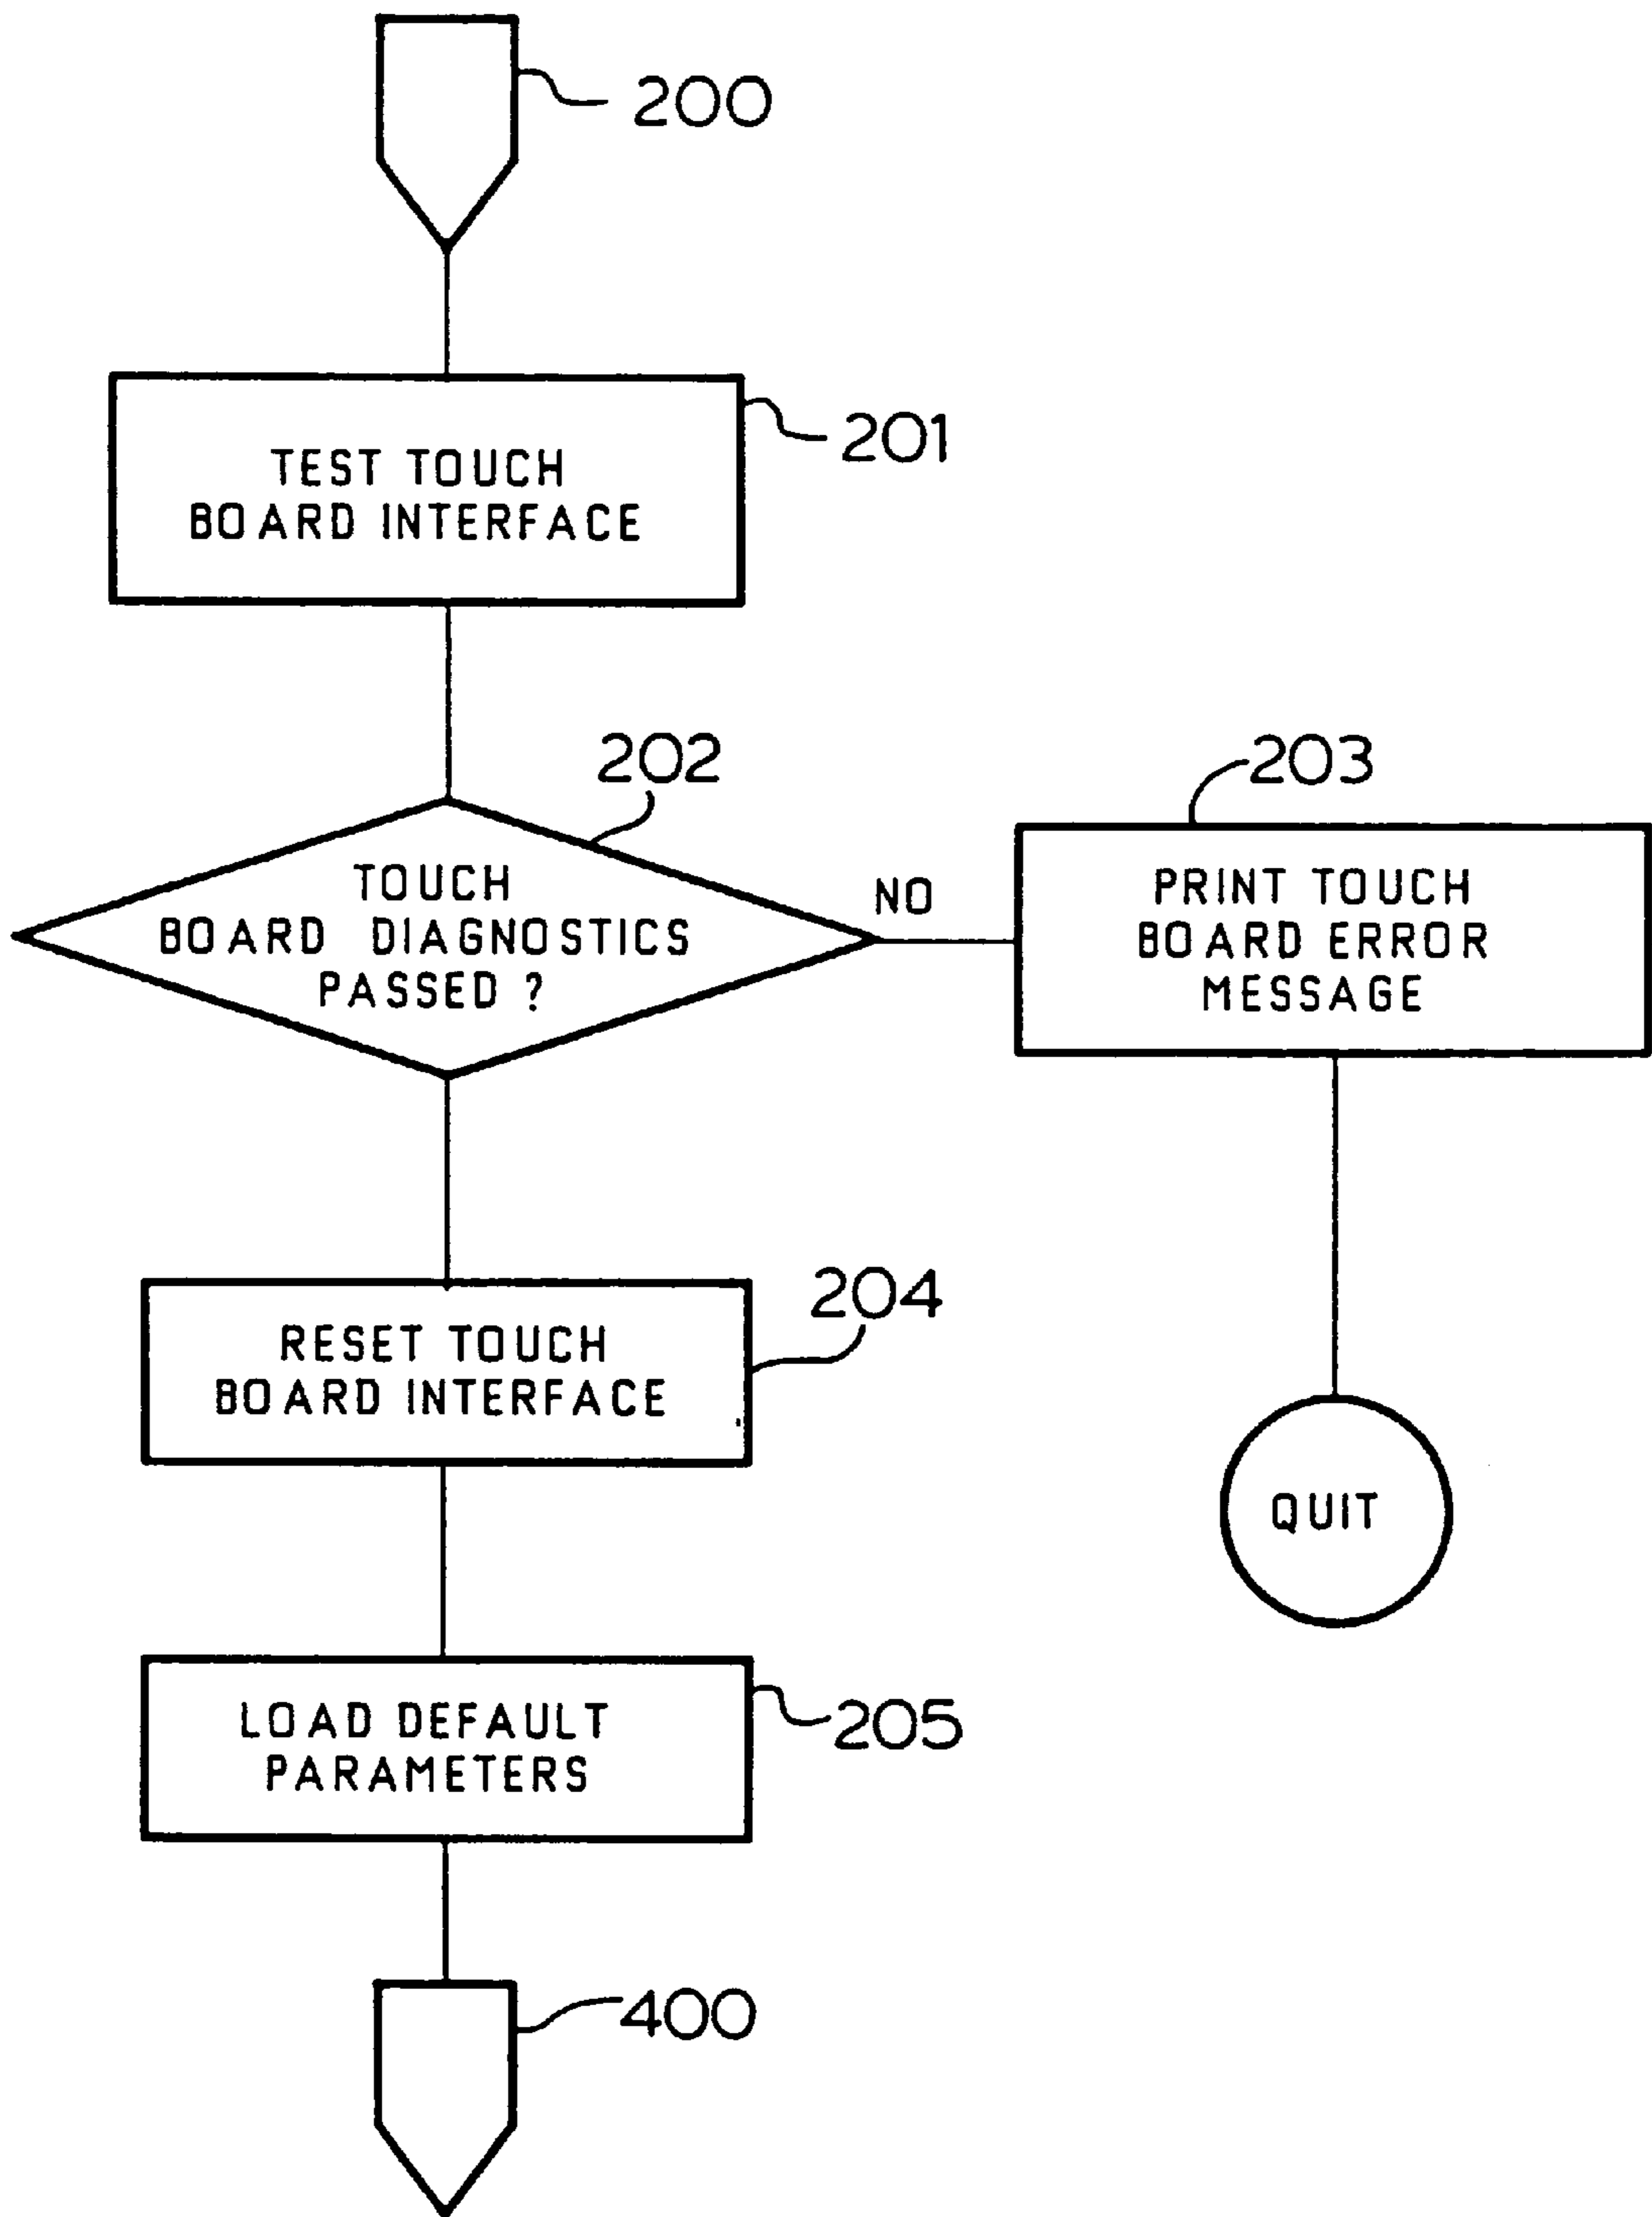 200
TEST TOUCH
BOARD INTERFACE
201
202
TOUCH
BOARD DIAGNOSTICS
PASSED ?
NO
203
PRINT TOUCH
BOARD ERROR
MESSAGE
204
RESET TOUCH
BOARD INTERFACE
QUIT
205
LOAD DEFAULT
PARAMETERS
400